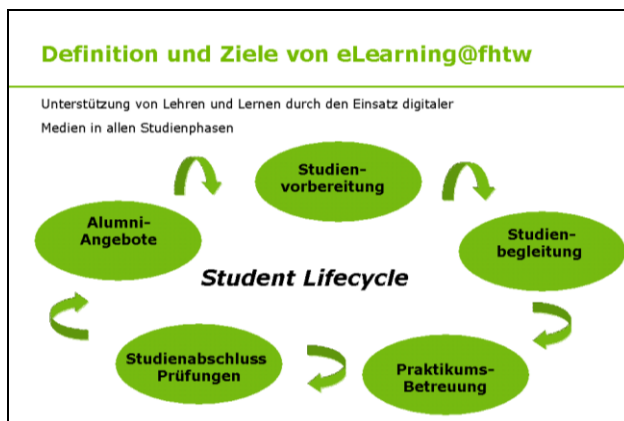 Definition und Ziele von eLearning@fhtw
Unterstützung von Lehren und Lernen durch den Einsatz digitaler
Medien in allen Studienphasen
Studien-
vorbereitung
Alumni-
Angebote
Studien-
begleitung
Student Lifecycle
Studienabschluss
Prüfungen
Praktikums-
Betreuung